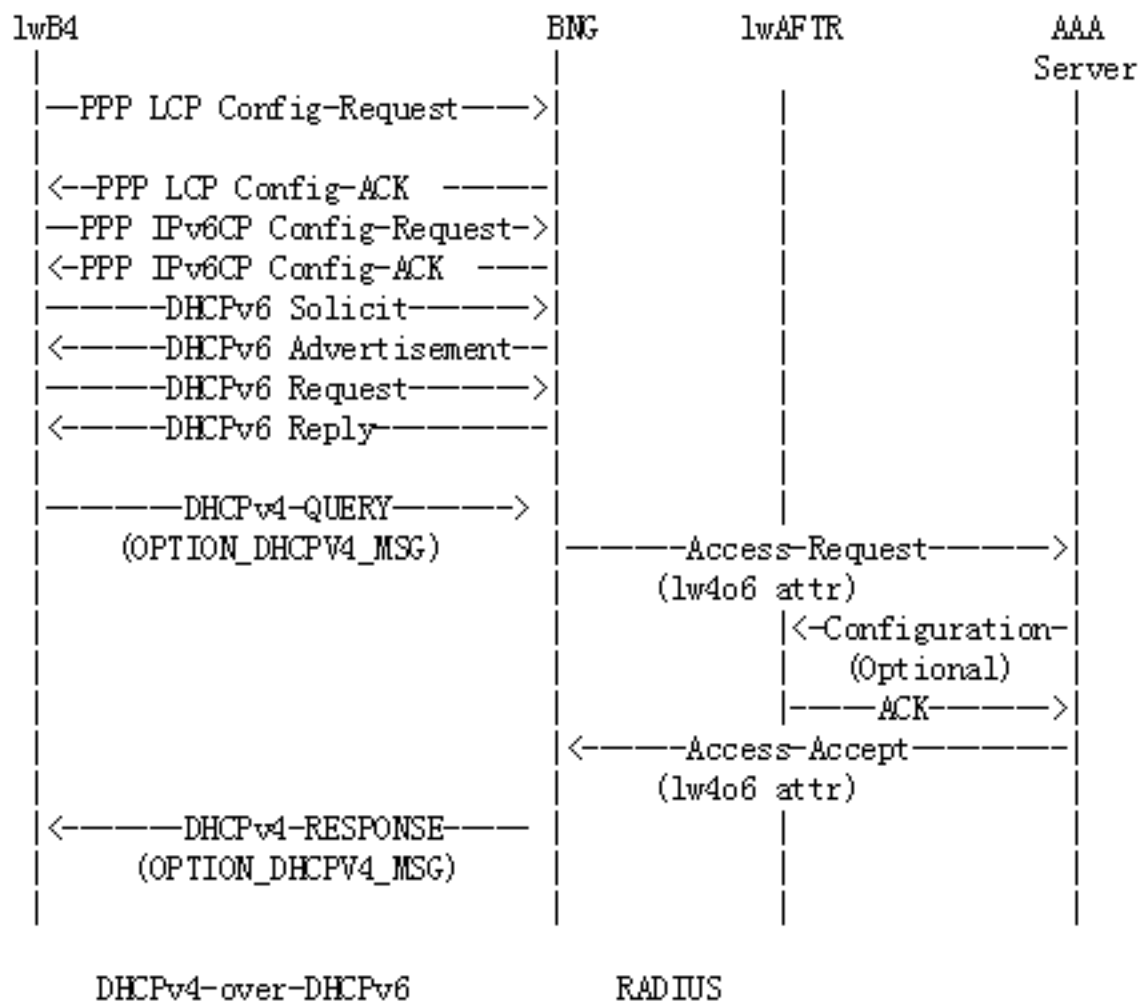 lwB4 BNG lwAFTR AAA
Server
PPP LCP Config-Request
PPP LCP Config-ACK
PPP IPv6CP Config-Request
PPP IPv6CP Config-ACK
DHCPv6 Solicit
DHCPv6 Advertisement
DHCPv6 Request
DHCPv6 Reply
DHCPv4-QUERY
(OPTION_DHCPV4_MSG) Access-Request
(lw4o6 attr)
Configuration
(Optional)
ACK
Access-Accept
(lw4o6 attr)
DHCPv4-RESPONSE
(OPTION_DHCPV4_MSG)
DHCPv4-over-DHCPv6 RADIUS